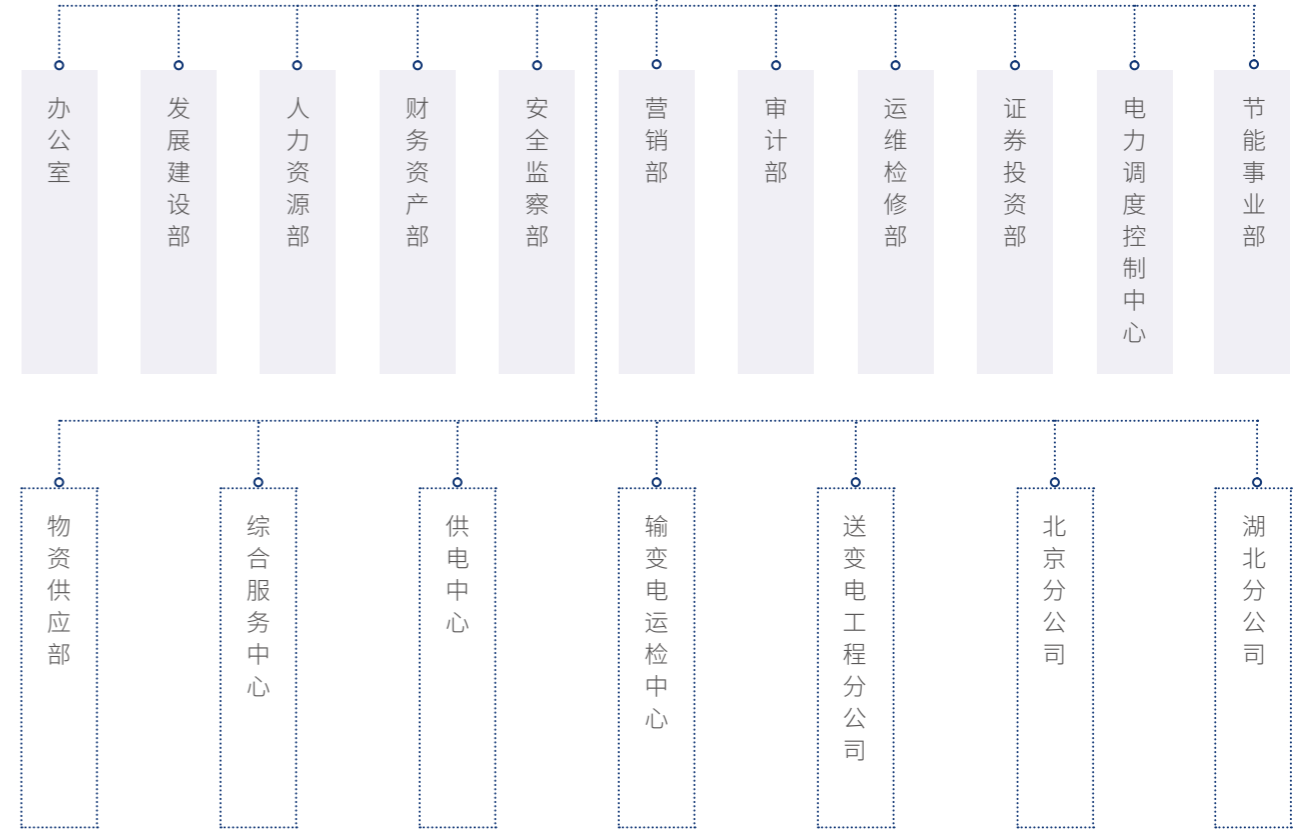 办公室
发展建设部
人力资源部
财务资产部
安全监察部
营销部
审计部
运维检修部
证券投资部
电力调度控制中心
节能事业部
物资供应部
综合服务中心
供电中心
输变电运检中心
送变电工程分公司
北京分公司
湖北分公司